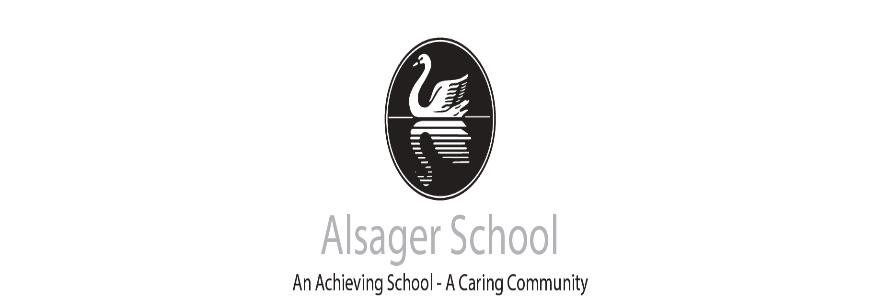 Alsager School
An Achieving School - A Caring Community